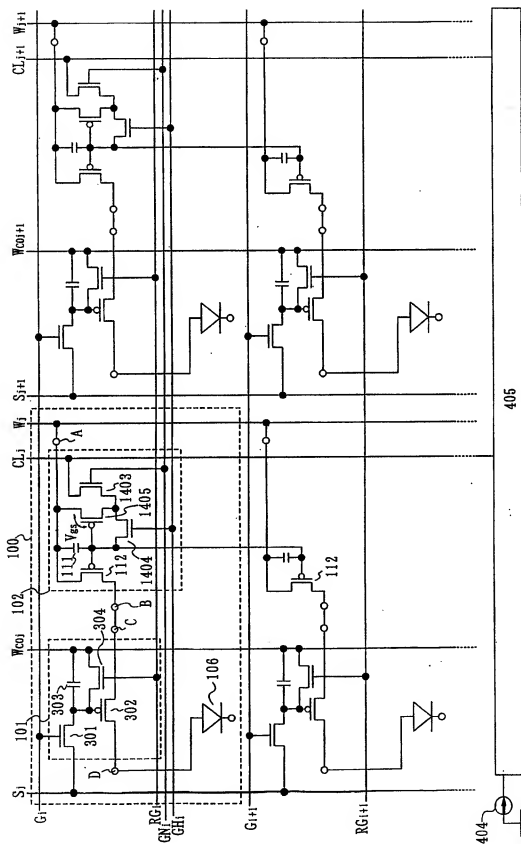 Wj+1
CLj+1
Wcoj+1
Sj+1
Wj
A
CLj
100
102
111
Vgs
112
1403
1405
1404
B
C
Wcoj
101
303
304
301
302
106
D
Sj
Gi
RGi
GNi
GHi
Gi+1
RGi+1
112
404
405